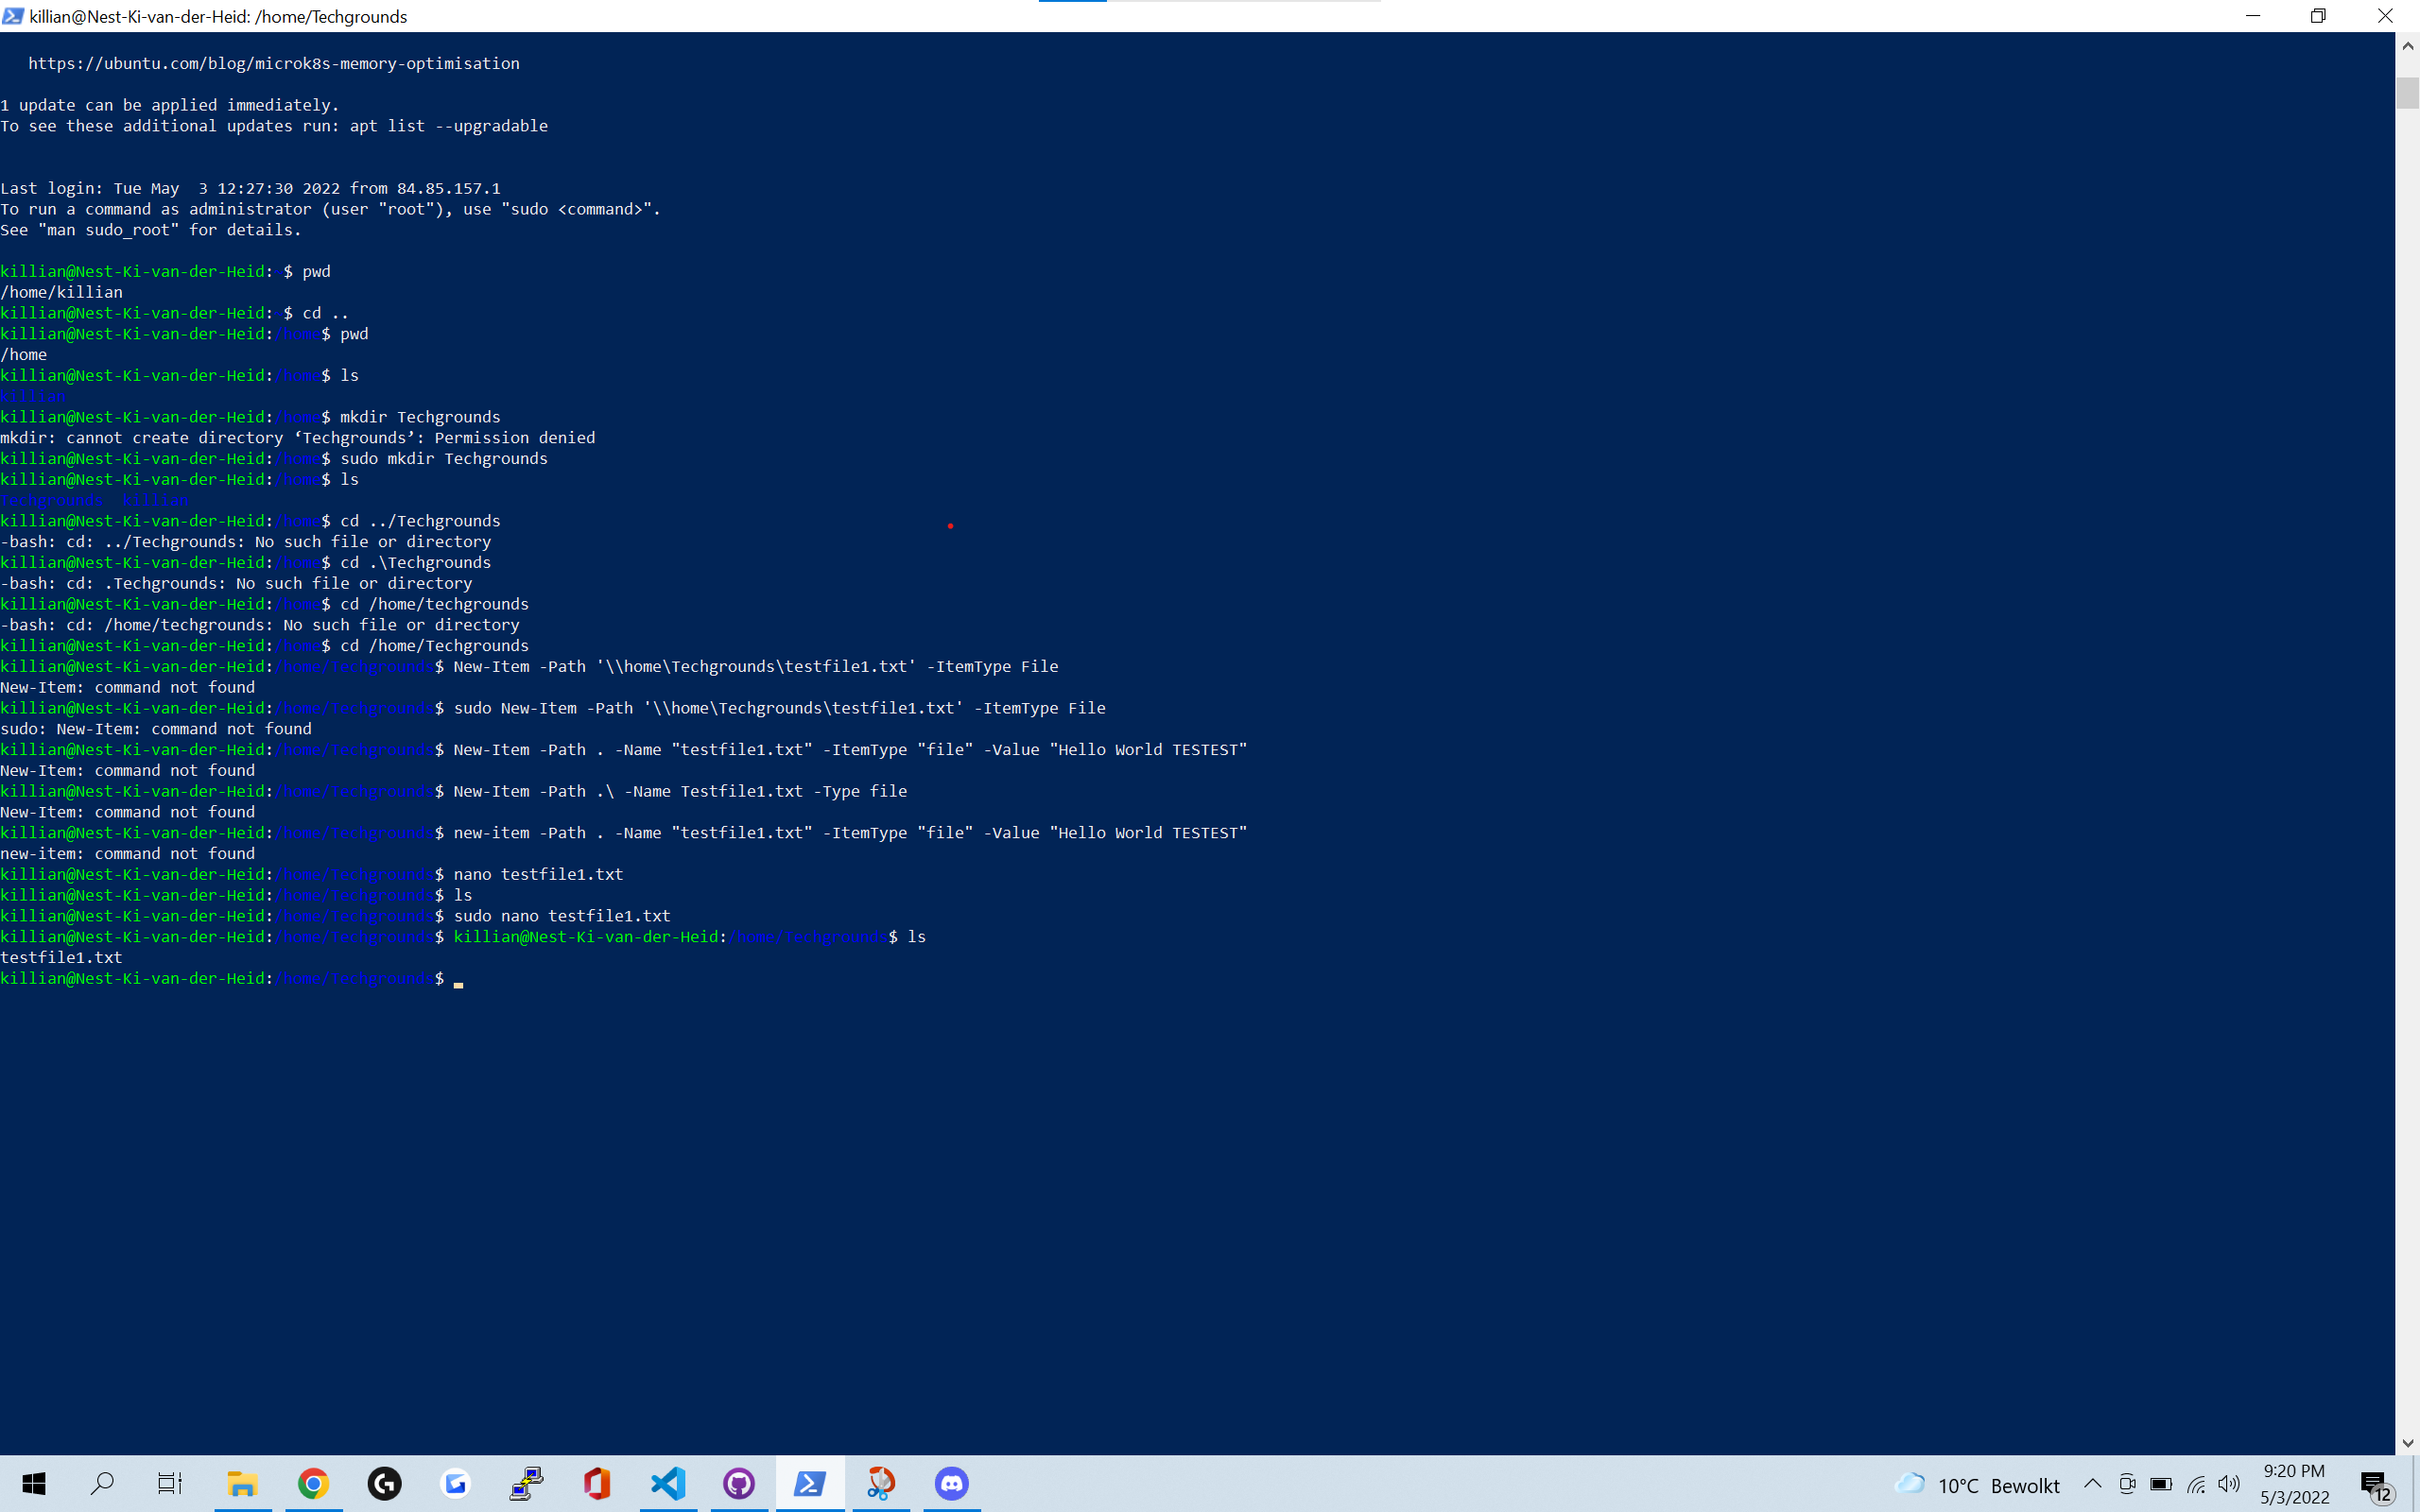 killian@Nest-Ki-van-der-Heid: /home/Techgrounds
https://ubuntu.com/blog/microk8s-memory-optimisation
1 update can be applied immediately.
To see these additional updates run: apt list --upgradable
Last login: Tue May  3 12:27:30 2022 from 84.85.157.1
To run a command as administrator (user "root"), use "sudo <command>".
See "man sudo_root" for details.
killian@Nest-Ki-van-der-Heid: $ pwd
/home/killian
killian@Nest-Ki-van-der-Heid: $ cd ..
killian@Nest-Ki-van-der-Heid:/home$ pwd
/home
killian@Nest-Ki-van-der-Heid:/home$ ls
killian
killian@Nest-Ki-van-der-Heid:/home$ mkdir Techgrounds
mkdir: cannot create directory ‘Techgrounds’: Permission denied
killian@Nest-Ki-van-der-Heid:/home$ sudo mkdir Techgrounds
killian@Nest-Ki-van-der-Heid:/home$ ls
Techgrounds  killian
killian@Nest-Ki-van-der-Heid:/home$ cd ../Techgrounds
-bash: cd: ../Techgrounds: No such file or directory
killian@Nest-Ki-van-der-Heid:/home$ cd .\Techgrounds
-bash: cd: .Techgrounds: No such file or directory
killian@Nest-Ki-van-der-Heid:/home$ cd /home/techgrounds
-bash: cd: /home/techgrounds: No such file or directory
killian@Nest-Ki-van-der-Heid:/home$ cd /home/Techgrounds
killian@Nest-Ki-van-der-Heid:/home/Techgrounds$ New-Item -Path '\\home\Techgrounds\testfile1.txt' -ItemType File
New-Item: command not found
killian@Nest-Ki-van-der-Heid:/home/Techgrounds$ sudo New-Item -Path '\\home\Techgrounds\testfile1.txt' -ItemType File
sudo: New-Item: command not found
killian@Nest-Ki-van-der-Heid:/home/Techgrounds$ New-Item -Path . -Name "testfile1.txt" -ItemType "file" -Value "Hello World TESTEST"
New-Item: command not found
killian@Nest-Ki-van-der-Heid:/home/Techgrounds$ New-Item -Path .\ -Name Testfile1.txt -Type file
New-Item: command not found
killian@Nest-Ki-van-der-Heid:/home/Techgrounds$ new-item -Path . -Name "testfile1.txt" -ItemType "file" -Value "Hello World TESTEST"
new-item: command not found
killian@Nest-Ki-van-der-Heid:/home/Techgrounds$ nano testfile1.txt
killian@Nest-Ki-van-der-Heid:/home/Techgrounds$ ls
killian@Nest-Ki-van-der-Heid:/home/Techgrounds$ sudo nano testfile1.txt
killian@Nest-Ki-van-der-Heid:/home/Techgrounds$ killian@Nest-Ki-van-der-Heid:/home/Techgrounds$ ls
testfile1.txt
killian@Nest-Ki-van-der-Heid:/home/Techgrounds$
10°C Bewolkt
9:20 PM
5/3/2022
12